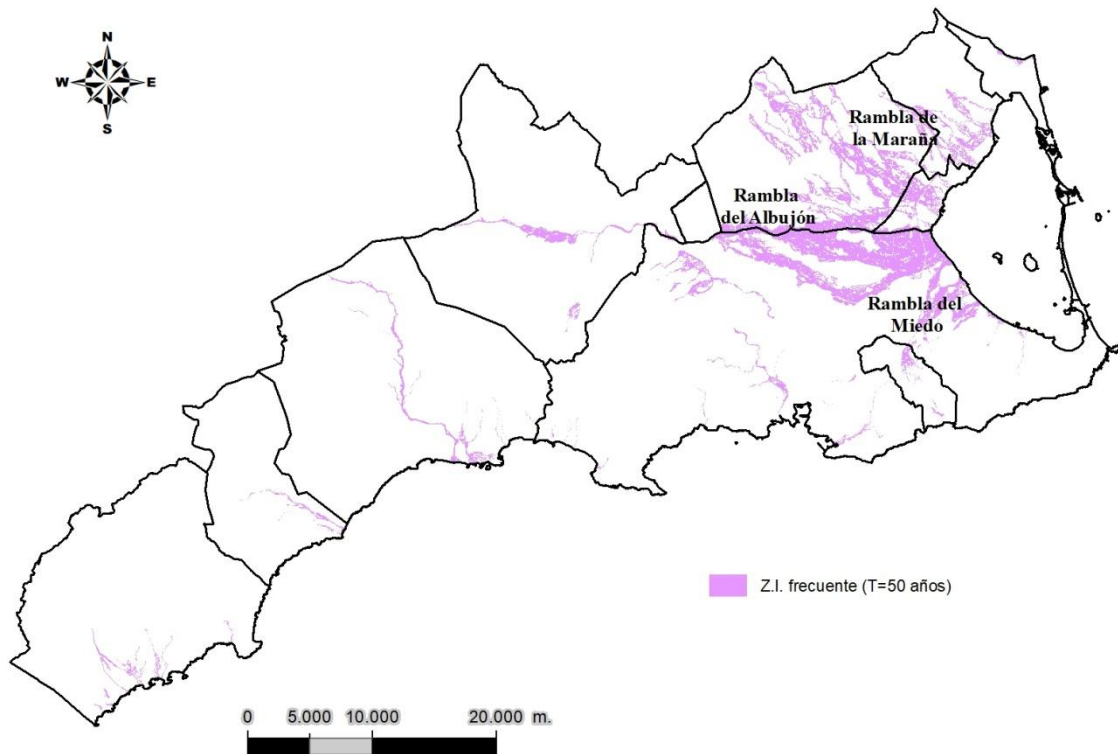 N
W E
S
Rambla de
la Maraña
Rambla
del Albujón
Rambla del
Miedo
Z.I. frecuente (T=50 años)
0 5.000 10.000 20.000 m.